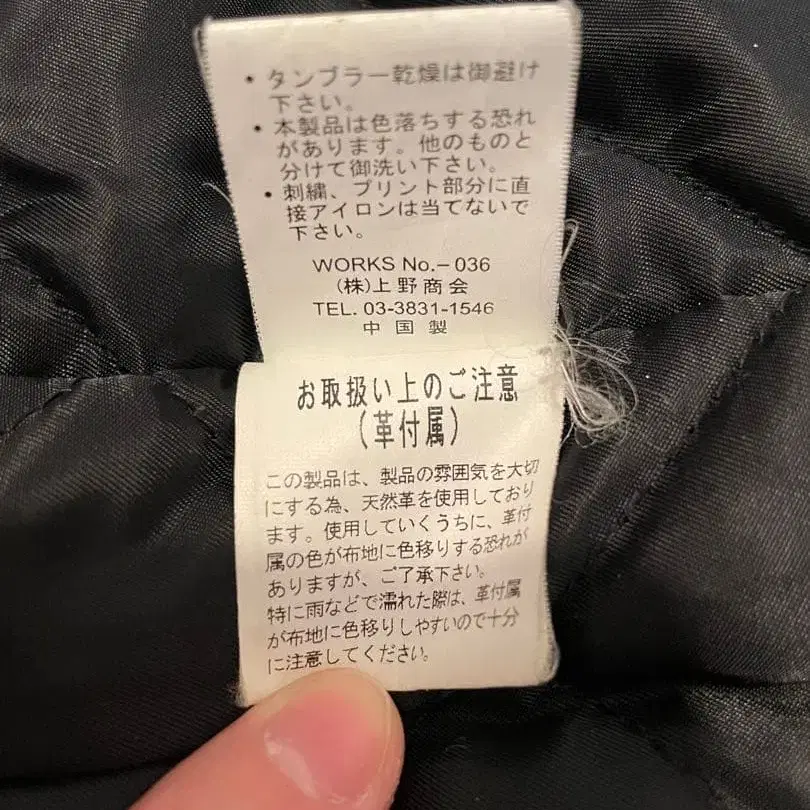 ・タンブラー乾燥は御避け
下さい。
・本製品は色落ちする恐れ
があります。他のものと
分けて御洗い下さい。
・刺繍、プリント部分に直
接アイロンは当てないで
下さい。
WORKS No.-036
(株)上野商会
TEL. 03-3831-1546
中国製
お取扱い上のご注意
(革付属)
この製品は、製品の雰囲気を大切
にする為、天然革を使用しており
ます。使用していくうちに、革付
属の色が布地に色移りする恐れが
ありますが、ご了承下さい。
特に雨などで濡れた際は、革付属
が布地に色移りしやすいので十分
に注意してください。